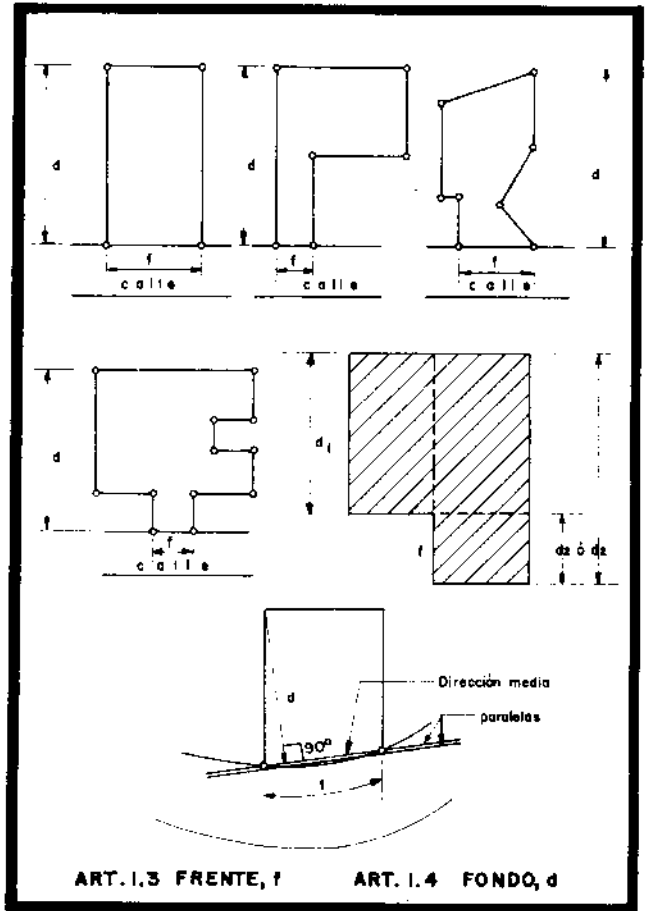 d
d
d
f
f
f
calle
calle
calle
d
d1
f
calle
f
d2 ó d2
d
Dirección media
paralelas
90°
f
ART. 1.3 FRENTE, f
ART. 1.4 FONDO, d